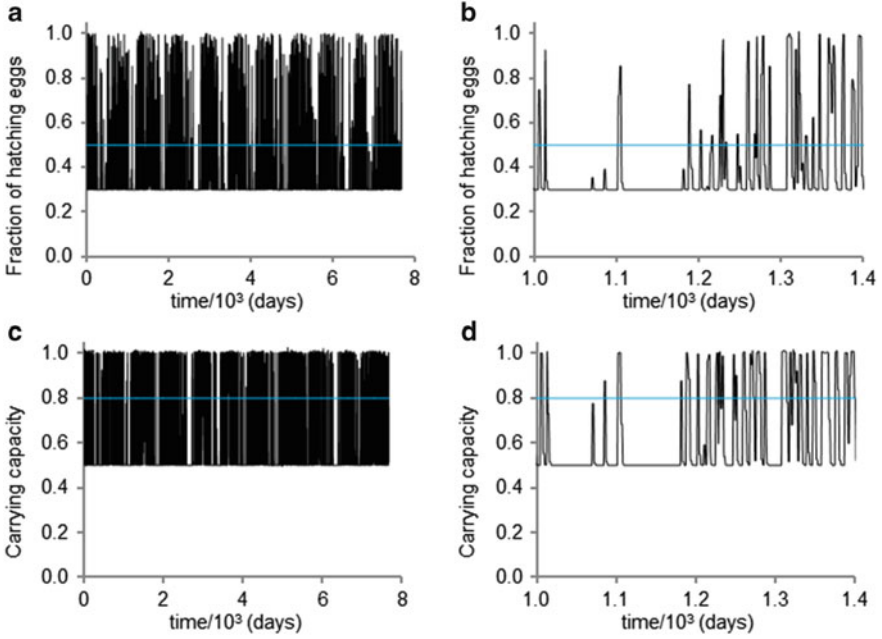 a
Fraction of hatching eggs
1.0
0.8
0.6
0.4
0.2
0.0
0 2 4 6 8
time/10³ (days)
b
Fraction of hatching eggs
1.0
0.8
0.6
0.4
0.2
0.0
1.0 1.1 1.2 1.3 1.4
time/10³ (days)
c
Carrying capacity
1.0
0.8
0.6
0.4
0.2
0.0
0 2 4 6 8
time/10³ (days)
d
Carrying capacity
1.0
0.8
0.6
0.4
0.2
0.0
1.0 1.1 1.2 1.3 1.4
time/10³ (days)